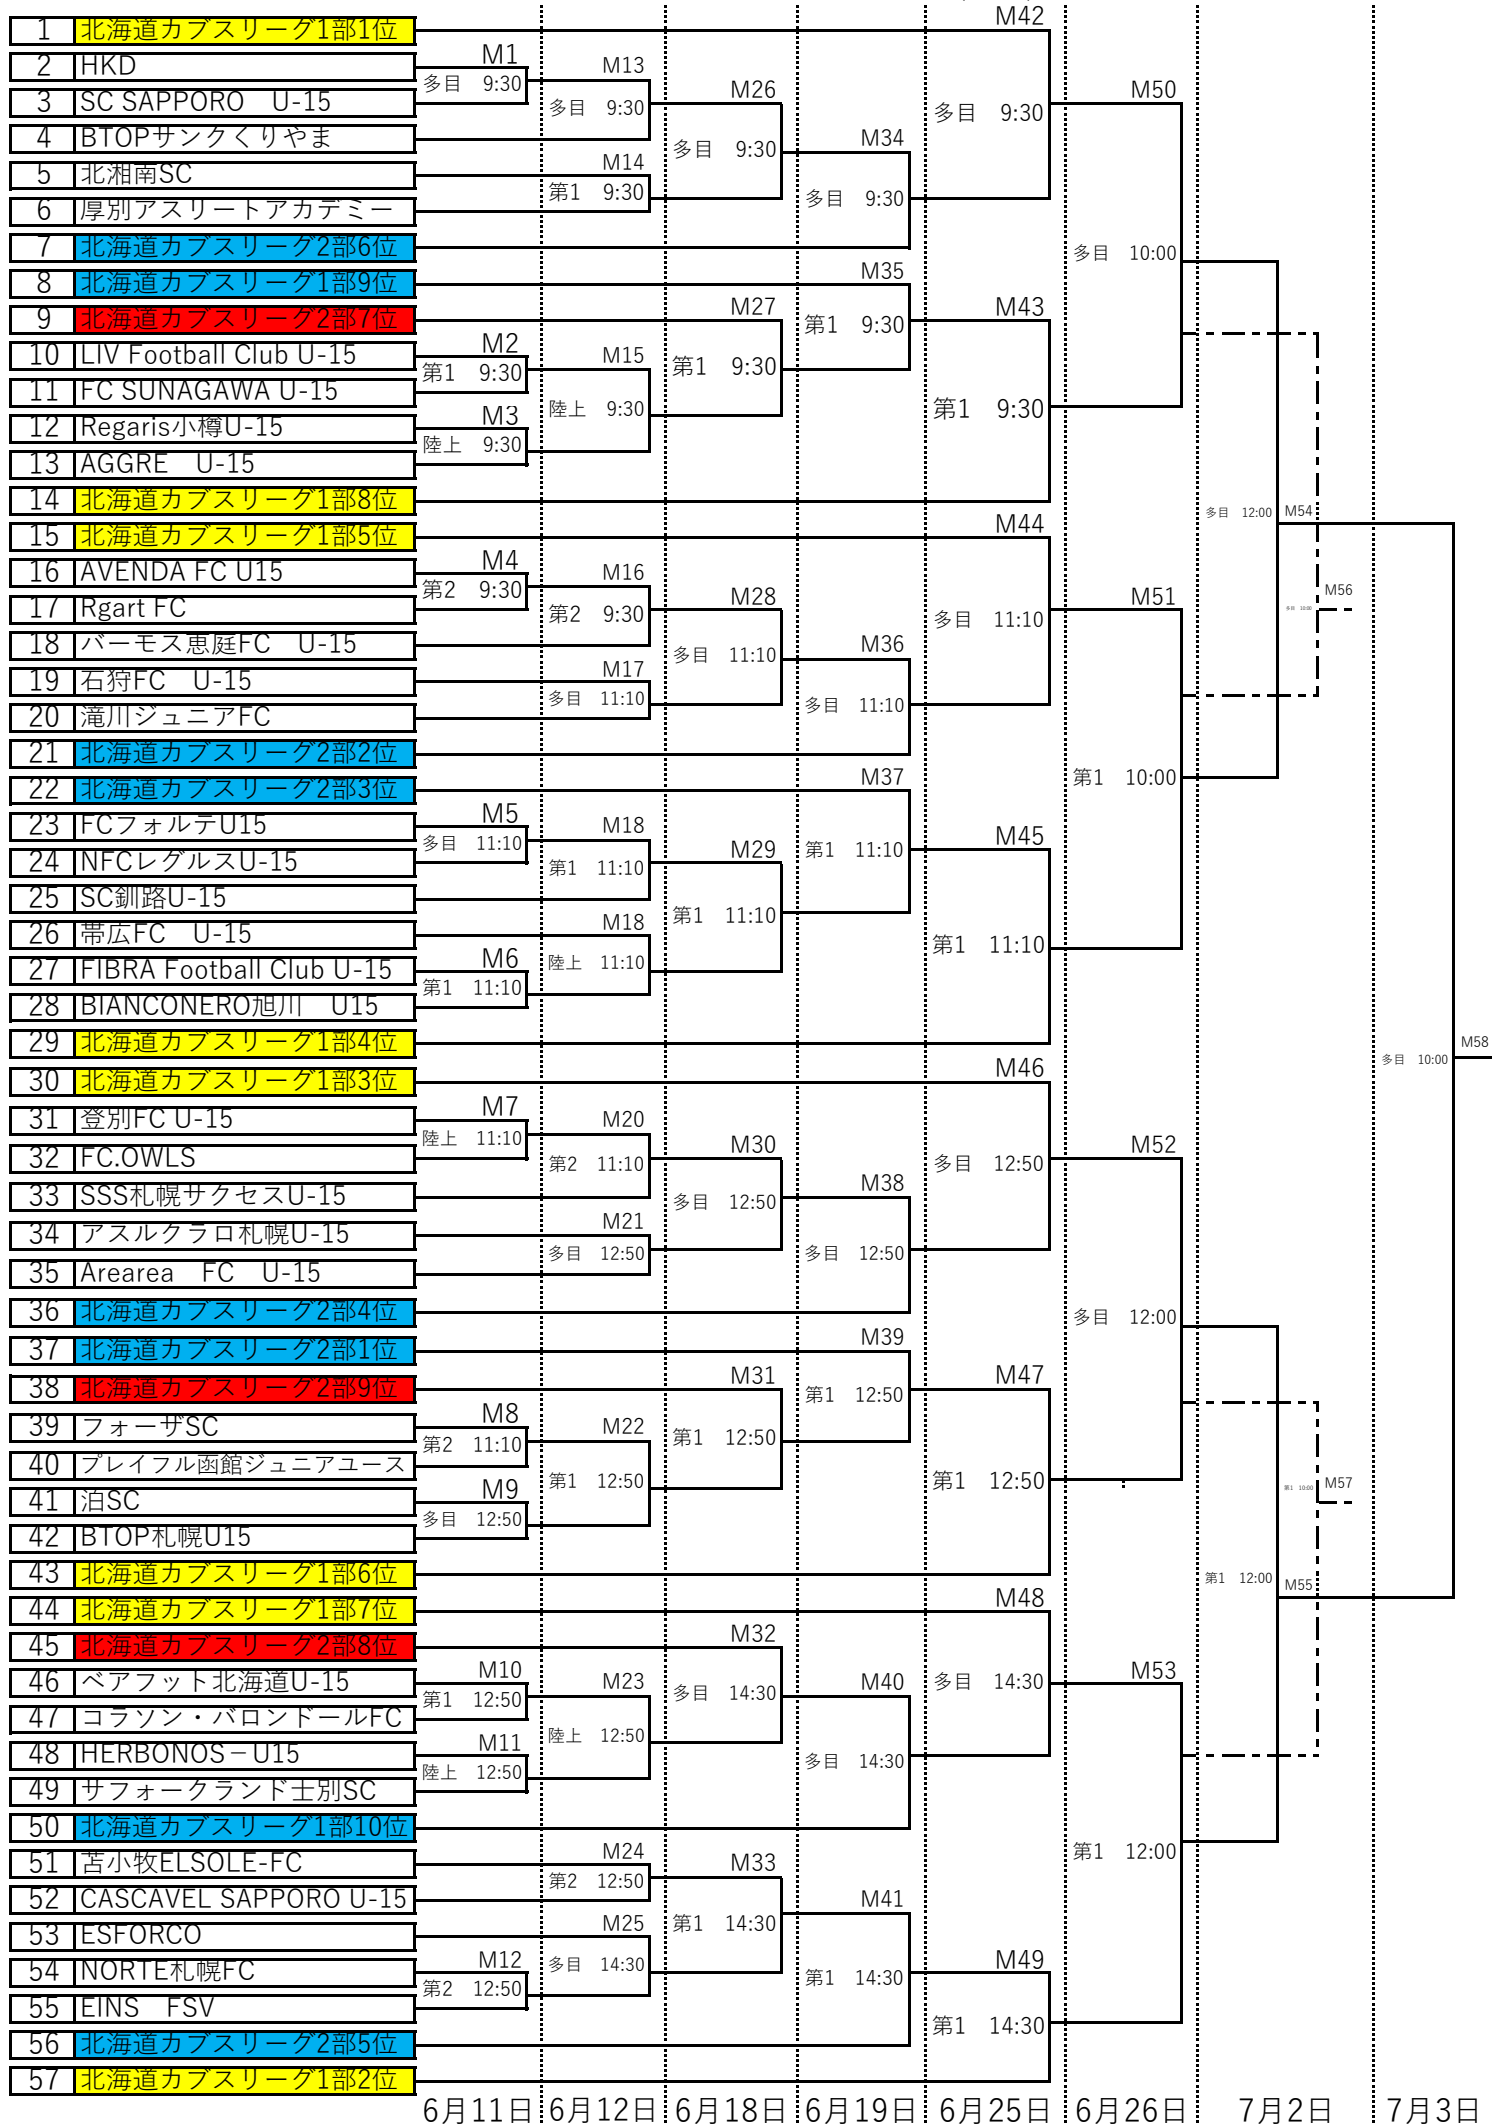 M42
1 北海道カブスリーグ1部1位
2 HKD M1 M13
多目 9:30 M26 M50
3 SC SAPPORO U-15 多目 9:30 多目 9:30
4 BTOPサンクくりやま M34
多目 9:30
5 北湘南SC M14
第1 9:30 多目 9:30
6 厚別アスリートアカデミー
7 北海道カブスリーグ2部6位 多目 10:00
8 北海道カブスリーグ1部9位 M35
9 北海道カブスリーグ2部7位 M27 第1 9:30 M43
10 LIV Football Club U-15 M2 M15
第1 9:30 第1 9:30
11 FC SUNAGAWA U-15 陸上 9:30 第1 9:30
12 Regaris小樽U-15 M3
陸上 9:30
13 AGGRE U-15
14 北海道カブスリーグ1部8位 多目 12:00 M54
15 北海道カブスリーグ1部5位 M44
16 AVENDA FC U15 M4 M16
第2 9:30 M28 M51 M56
17 Rgart FC 第2 9:30 多目 11:10 多目 10:00
18 バーモス恵庭FC U-15 M36
多目 11:10
19 石狩FC U-15 M17
多目 11:10 多目 11:10
20 滝川ジュニアFC
21 北海道カブスリーグ2部2位
22 北海道カブスリーグ2部3位 M37 第1 10:00
23 FCフォルテU15 M5 M18 M45
多目 11:10 M29 第1 11:10
24 NFCレグルスU-15 第1 11:10
25 SC釧路U-15
第1 11:10
26 帯広FC U-15 M18 第1 11:10
27 FIBRA Football Club U-15 M6 陸上 11:10
第1 11:10
28 BIANCONERO旭川 U15
29 北海道カブスリーグ1部4位 M58
多目 10:00
30 北海道カブスリーグ1部3位 M46
31 登別FC U-15 M7 M20
陸上 11:10 M30 M52
32 FC.OWLS 第2 11:10 多目 12:50
33 SSS札幌サクセスU-15 多目 12:50 M38
34 アスルクラロ札幌U-15 M21
多目 12:50 多目 12:50
35 Arearea FC U-15
36 北海道カブスリーグ2部4位 多目 12:00
37 北海道カブスリーグ2部1位 M39
38 北海道カブスリーグ2部9位 M31 第1 12:50 M47
39 フォーザSC M8 M22
第2 11:10 第1 12:50
40 プレイフル函館ジュニアユース 第1 12:50 第1 12:50 M57
第1 10:00
41 泊SC M9
多目 12:50
42 BTOP札幌U15
43 北海道カブスリーグ1部6位 第1 12:00 M55
44 北海道カブスリーグ1部7位 M48
45 北海道カブスリーグ2部8位 M32
46 ベアフット北海道U-15 M10 M23 M40 多目 14:30 M53
第1 12:50 多目 14:30
47 コラソン・バロンドールFC
48 HERBONOS－U15 M11 陸上 12:50
陸上 12:50 多目 14:30
49 サフォークランド士別SC
50 北海道カブスリーグ1部10位
51 苫小牧ELSOLE-FC M24 M33 第1 12:00
第2 12:50
52 CASCAVEL SAPPORO U-15 M41
53 ESFORCO M25 第1 14:30
54 NORTE札幌FC M12 多目 14:30 M49
第2 12:50 第1 14:30
55 EINS FSV
第1 14:30
56 北海道カブスリーグ2部5位
57 北海道カブスリーグ1部2位
6月11日 6月12日 6月18日 6月19日 6月25日 6月26日 7月2日 7月3日